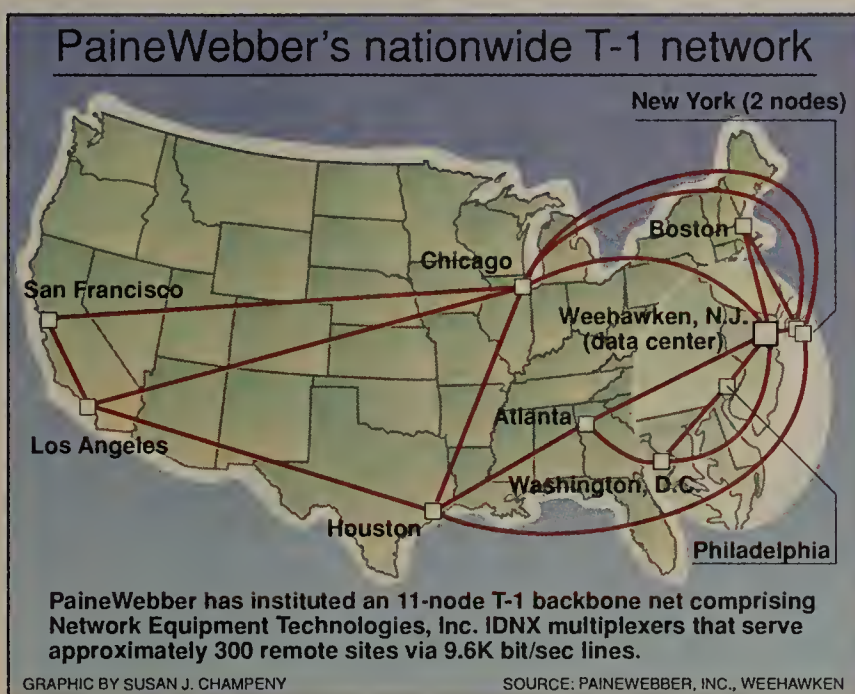 PaineWebber's nationwide T-1 network
New York (2 nodes)
Boston
Chicago
San Francisco
Weehawken, N.J.
(data center)
Atlanta
Los Angeles
Washington, D.C.
Houston
Philadelphia
PaineWebber has instituted an 11-node T-1 backbone net comprising
Network Equipment Technologies, Inc. IDNX multiplexers that serve
approximately 300 remote sites via 9.6K bit/sec lines.
GRAPHIC BY SUSAN J. CHAMPENY
SOURCE: PAINEWEBBER, INC., WEEHAWKEN